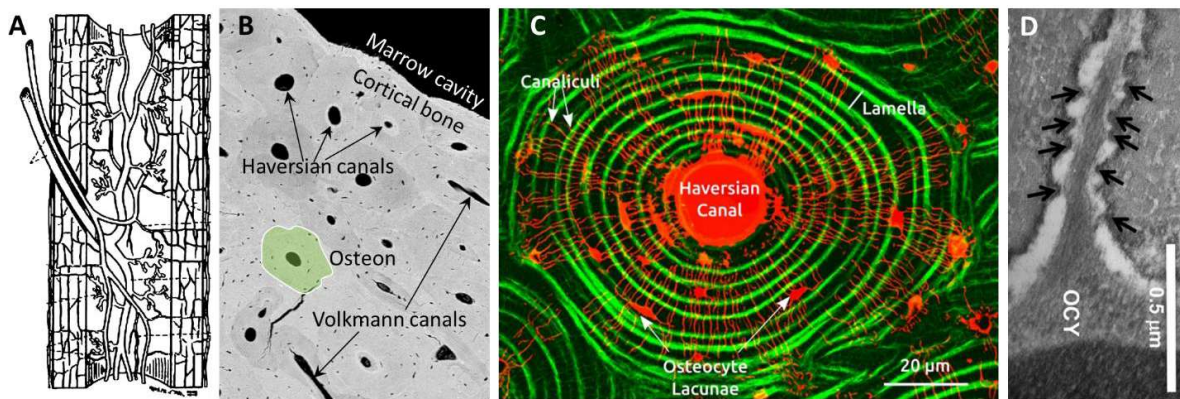 A
B
Marrow cavity
Cortical bone
Haversian canals
Osteon
Volkmann canals
C
Canaliculi
Lamella
Haversian
Canal
Osteocyte
Lacunae
20 µm
D
OCY
0.5 µm